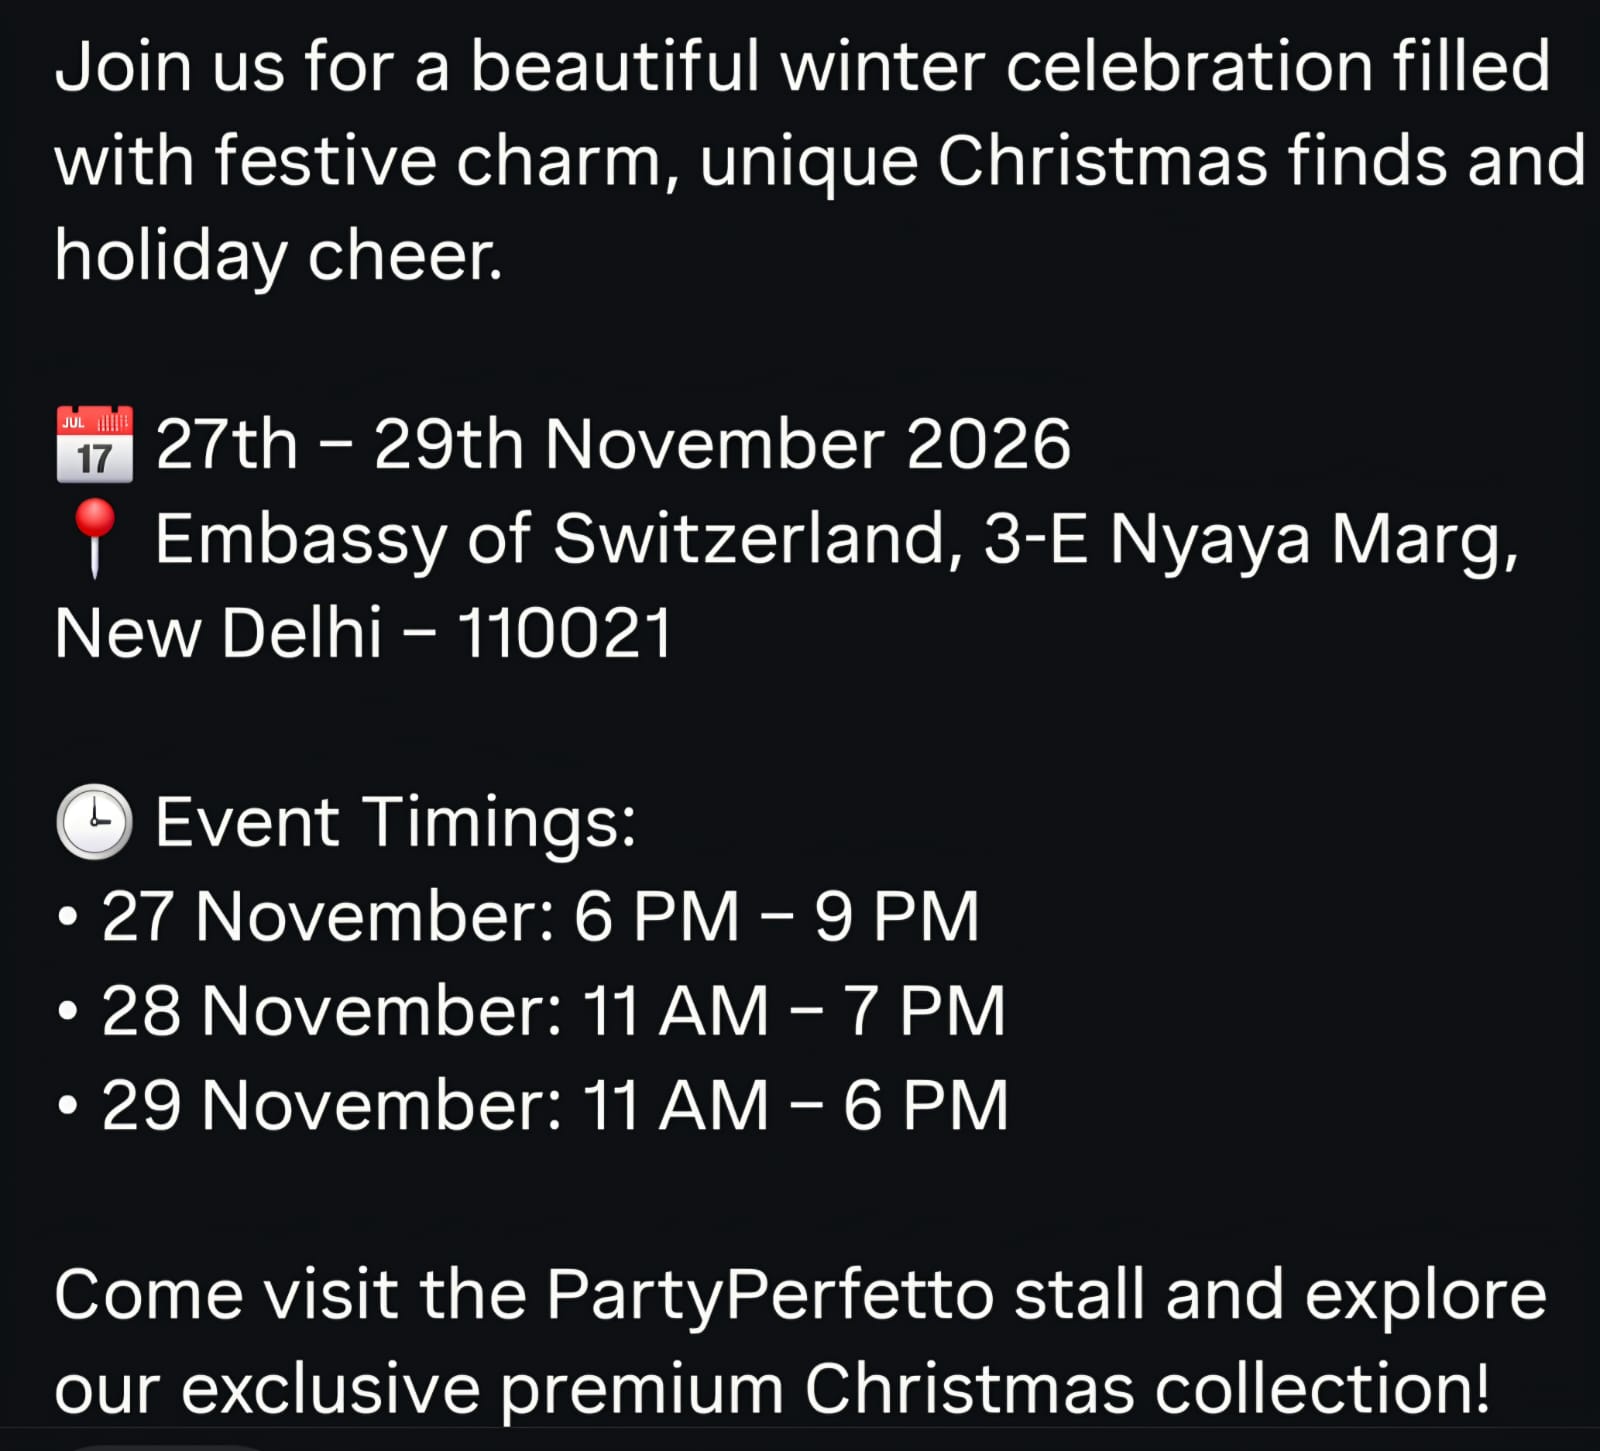 Join us for a beautiful winter celebration filled
with festive charm, unique Christmas finds and
holiday cheer.
📅 27th – 29th November 2026
📍 Embassy of Switzerland, 3-E Nyaya Marg,
New Delhi – 110021
🕒 Event Timings:
• 27 November: 6 PM – 9 PM
• 28 November: 11 AM – 7 PM
• 29 November: 11 AM – 6 PM
Come visit the PartyPerfetto stall and explore
our exclusive premium Christmas collection!